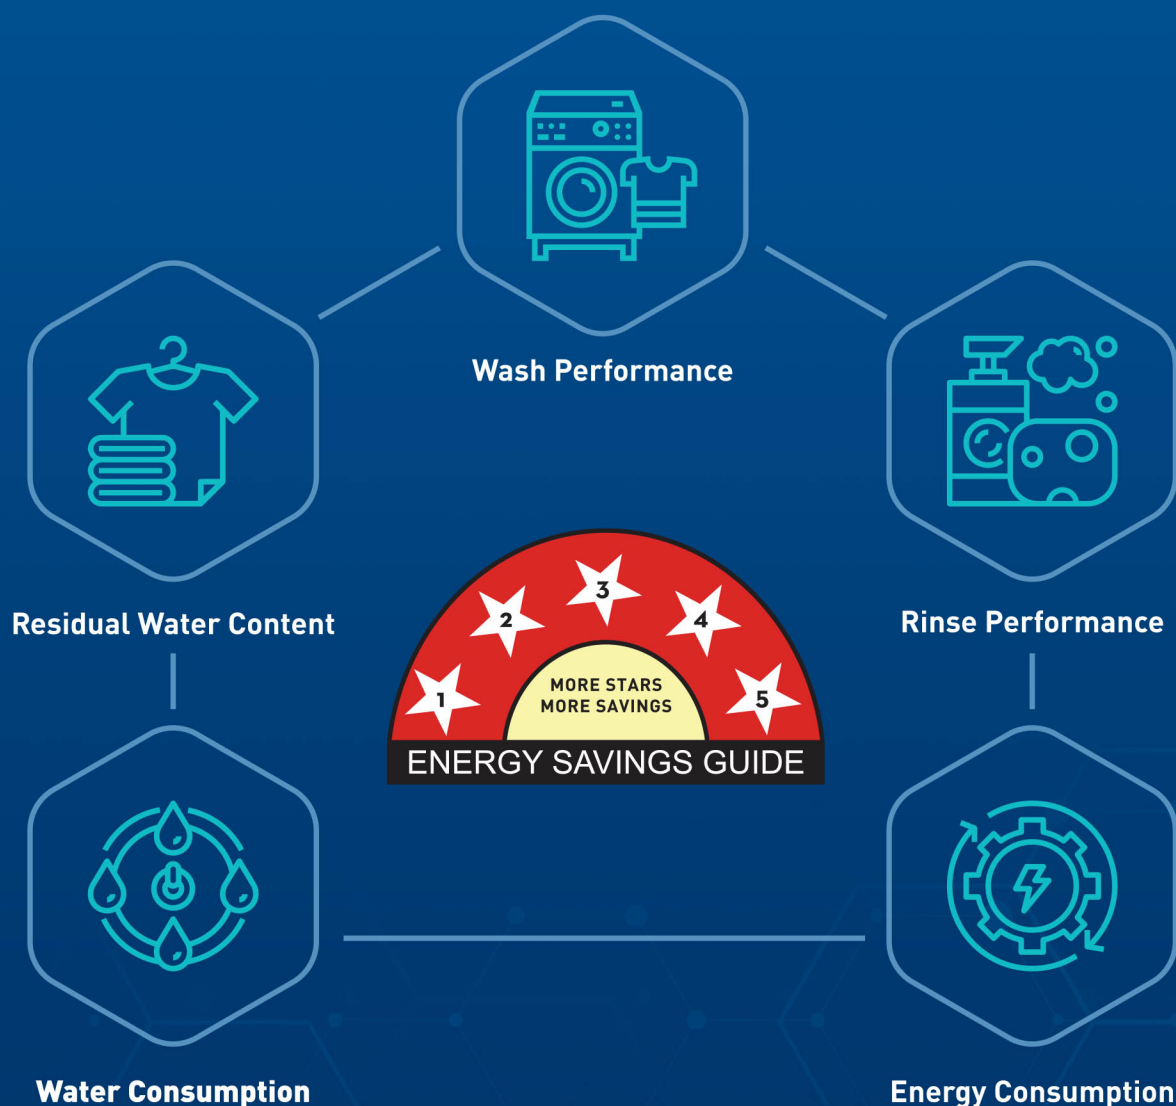 Wash Performance
Residual Water Content
Rinse Performance
1
2
3
4
5
MORE STARS
MORE SAVINGS
ENERGY SAVINGS GUIDE
Water Consumption
Energy Consumption